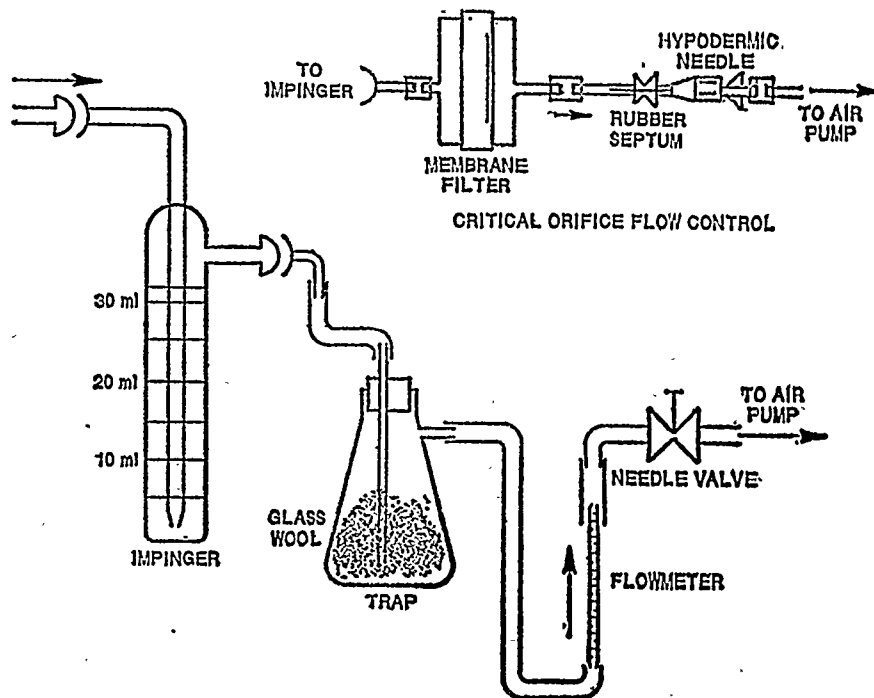 TO
IMPINGER
HYPODERMIC
NEEDLE
RUBBER
SEPTUM
TO AIR
PUMP
MEMBRANE
FILTER
CRITICAL ORIFICE FLOW CONTROL
30 ml
20 ml
10 ml
IMPINGER
GLASS
WOOL
TRAP
TO AIR
PUMP
NEEDLE VALVE
FLOWMETER